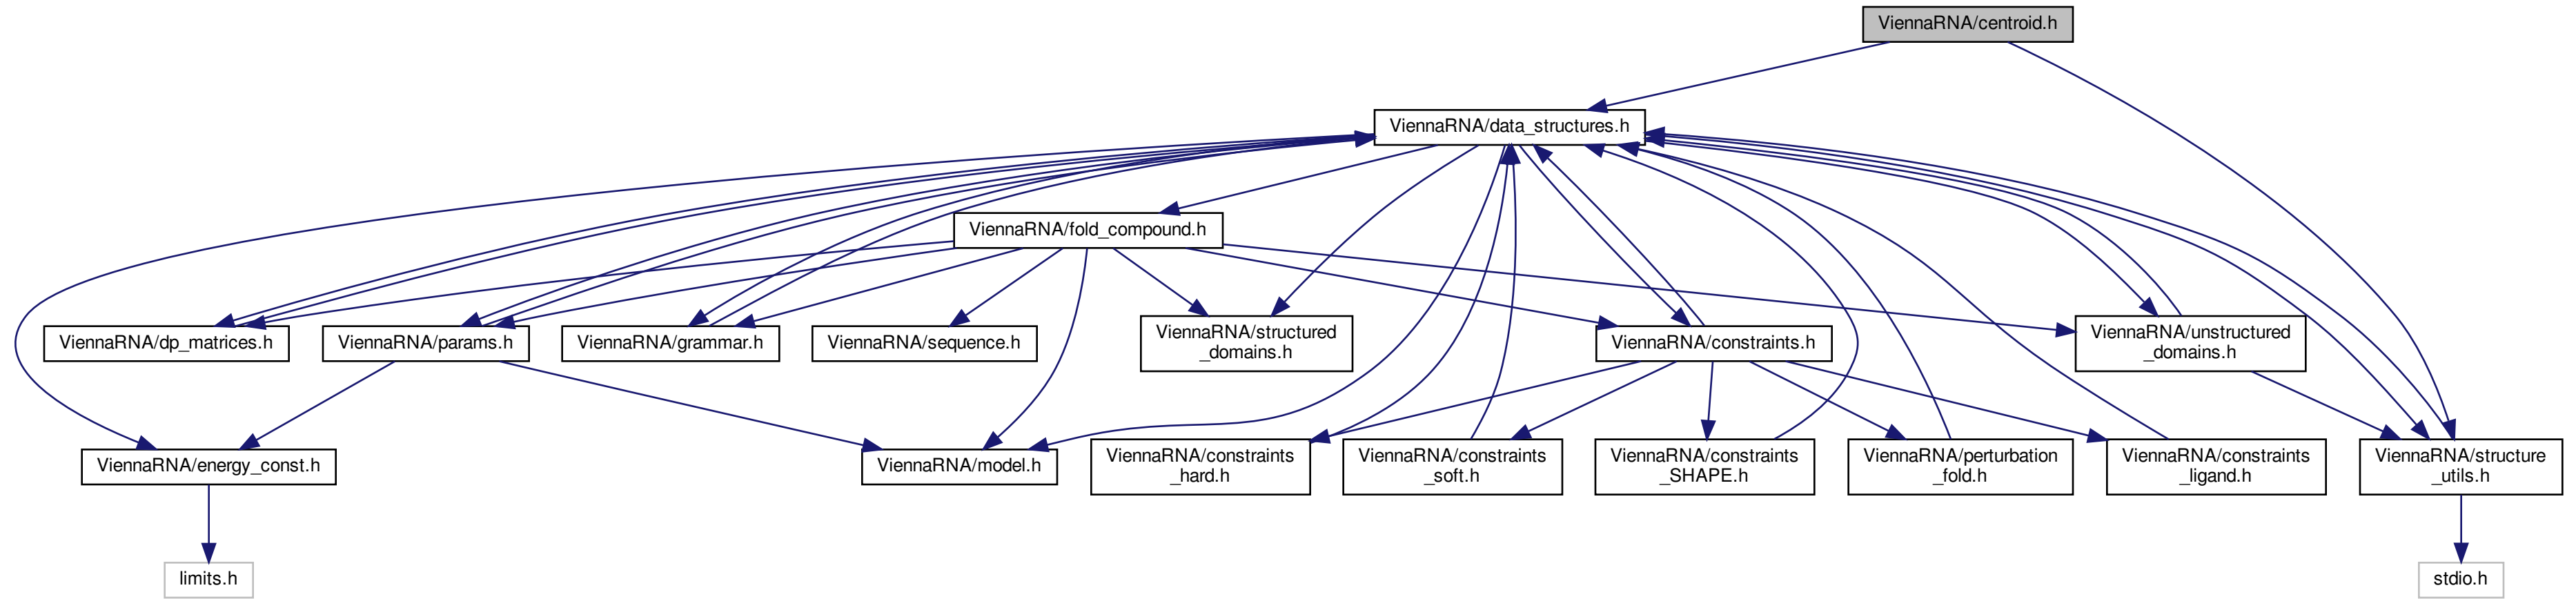 ViennaRNA/centroid.h
ViennaRNA/data_structures.h
ViennaRNA/fold_compound.h
ViennaRNA/dp_matrices.h
ViennaRNA/params.h
ViennaRNA/grammar.h
ViennaRNA/sequence.h
ViennaRNA/structured
_domains.h
ViennaRNA/constraints.h
ViennaRNA/unstructured
_domains.h
ViennaRNA/energy_const.h
ViennaRNA/model.h
ViennaRNA/constraints
_hard.h
ViennaRNA/constraints
_soft.h
ViennaRNA/constraints
_SHAPE.h
ViennaRNA/perturbation
_fold.h
ViennaRNA/constraints
_ligand.h
ViennaRNA/structure
_utils.h
limits.h
stdio.h